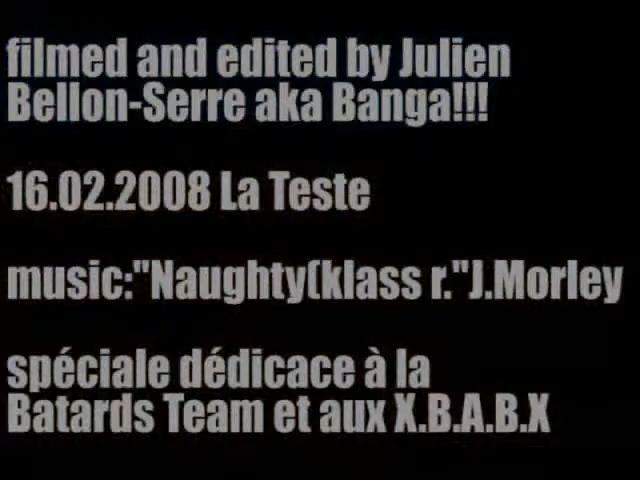 filmed and edited by Julien
Bellon-Serre aka Banga!!!
16.02.2008 La Teste
music:"Naughty(klass r."J.Morley
spéciale dédicace à la
Batards Team et aux X.B.A.B.X